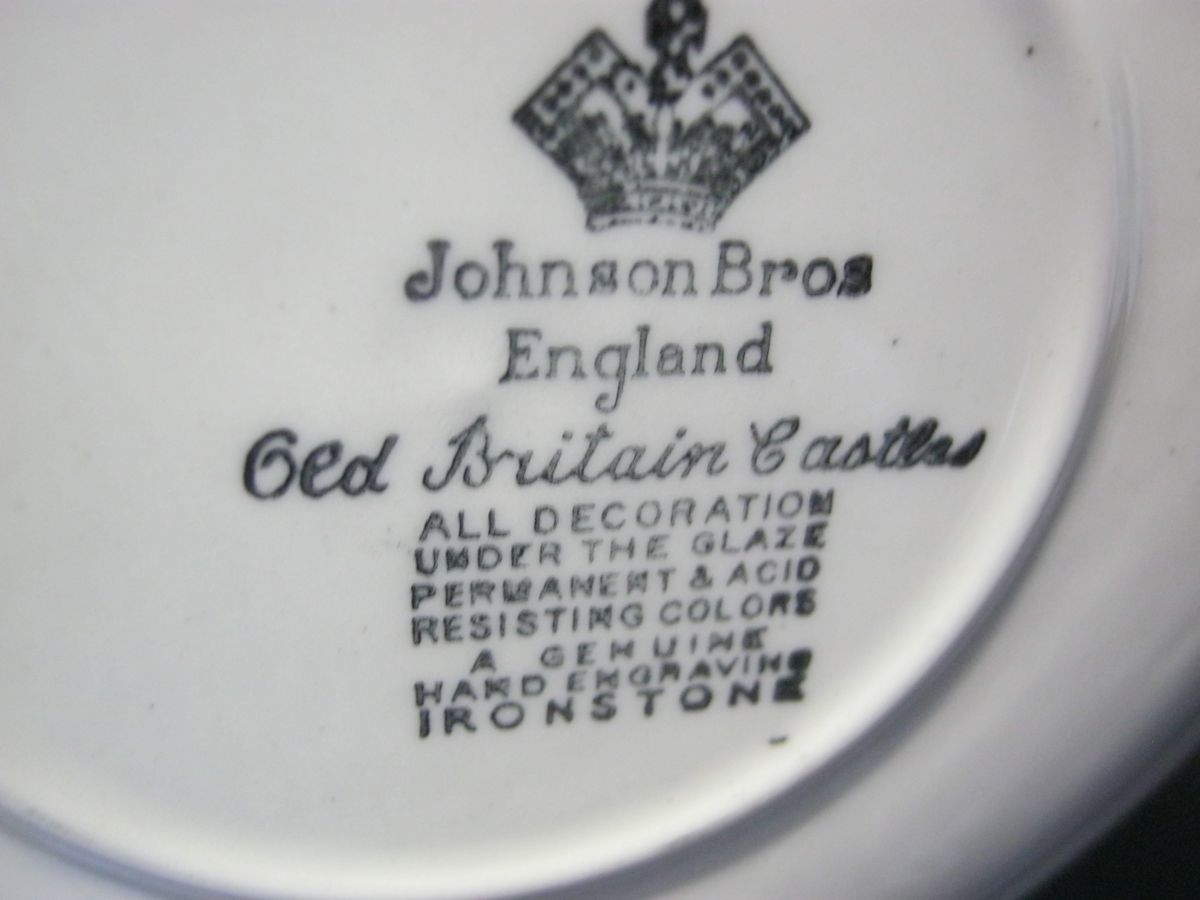 Johnson Bros
England
Old Britain Castles
ALL DECORATION
UNDER THE GLAZE
PERMANENT & ACID
RESISTING COLORS
A GENUINE
HAND ENGRAVING
IRONSTONE